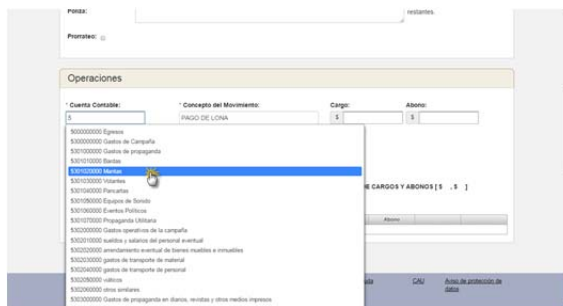 Póliza:
restantes.
Prorrateo:
Operaciones
* Cuenta Contable: * Concepto del Movimiento: Cargo: Abono:
5 PAGO DE LONA $ $
5000000000 Egresos
5300000000 Gastos de Campaña
5301000000 Gastos de propaganda
5301010000 Bardas
5301020000 Mantas
5301030000 Volantes
5301040000 Pancartas
5301050000 Equipos de Sonido
5301060000 Eventos Políticos
5301070000 Propaganda Utilitaria
5302000000 Gastos operativos de la campaña
5302010000 sueldos y salarios del personal eventual
5302020000 arrendamiento eventual de bienes muebles e inmuebles
5302030000 gastos de transporte de material
5302040000 gastos de transporte de personal
5302050000 viáticos
5302060000 otros similares
5303000000 Gastos de propaganda en diarios, revistas y otros medios impresos
E CARGOS Y ABONOS [ $ , $ ]
Abono
uda CAU Aviso de protección de
datos